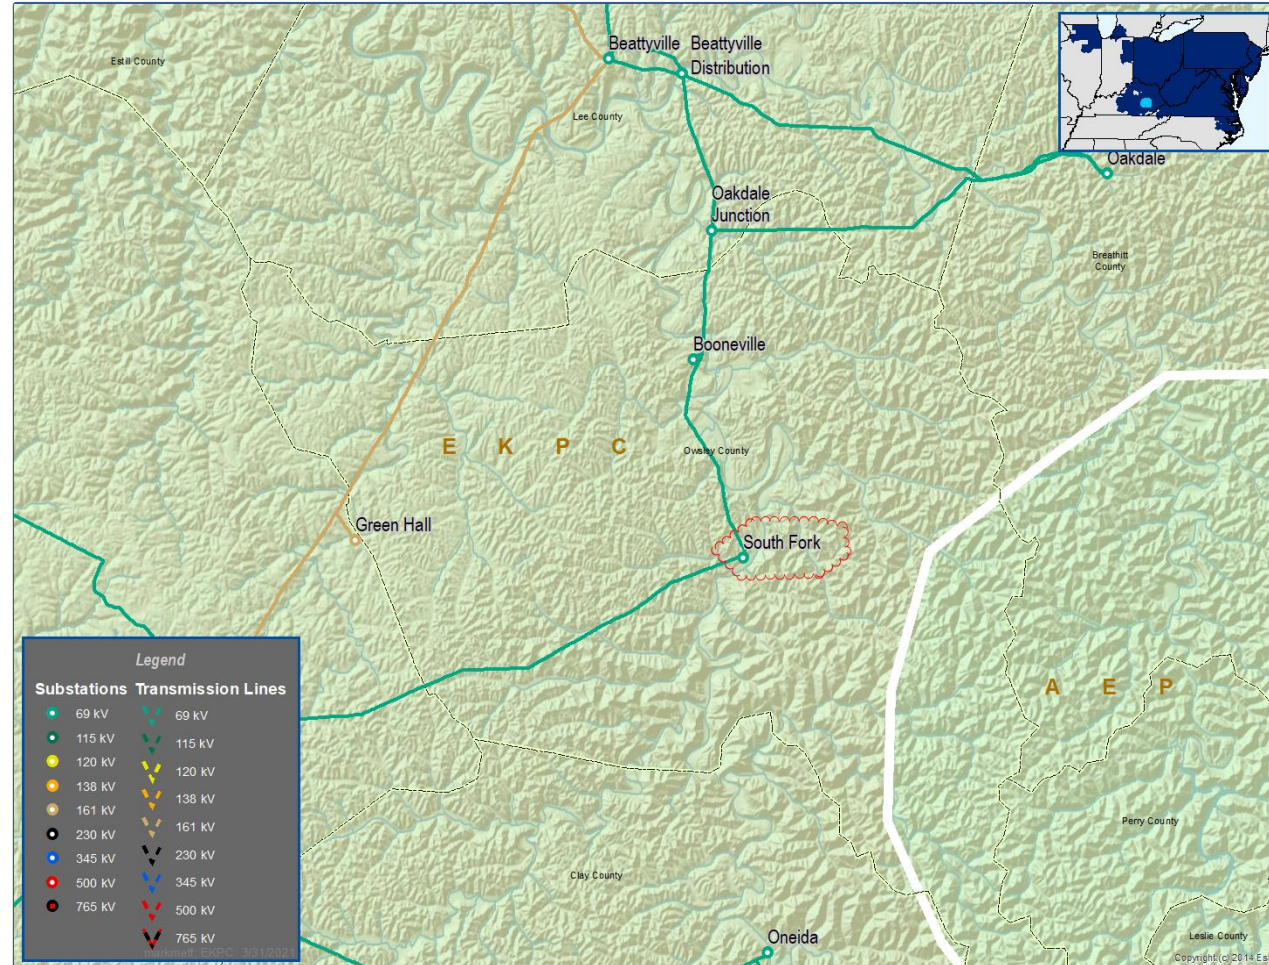 Estill County
Beattyville
Beattyville
Distribution
Lee County
Oakdale
Oakdale
Junction
Breathitt
County
Booneville
E K P C
Owsley County
Green Hall
South Fork
A E P
Perry County
Clay County
Oneida
Leslie County
Legend
Substations Transmission Lines
69 kV 69 kV
115 kV 115 kV
120 kV 120 kV
138 kV 138 kV
161 kV 161 kV
230 kV 230 kV
345 kV 345 kV
500 kV 500 kV
765 kV 765 kV
EKPC
Copyright:(c) 2014 Es